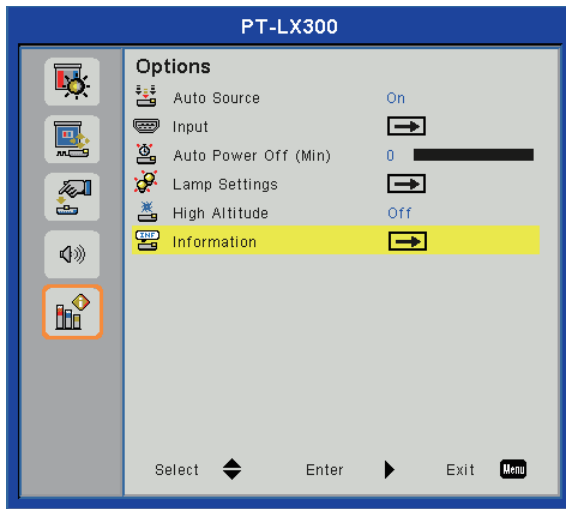 PT-LX300
Options
Auto Source On
Input
Auto Power Off (Min) 0
Lamp Settings
High Altitude Off
INF
Information
Select Enter Exit Menu